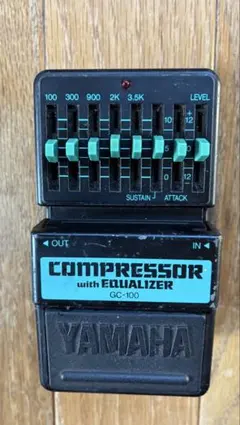 100 300 900 2K 3.5K LEVEL
10 + 12
0 12
SUSTAIN ATTACK
◄ OUT IN ◄
COMPRESSOR
with EQUALIZER
GC-100
YAMAHA